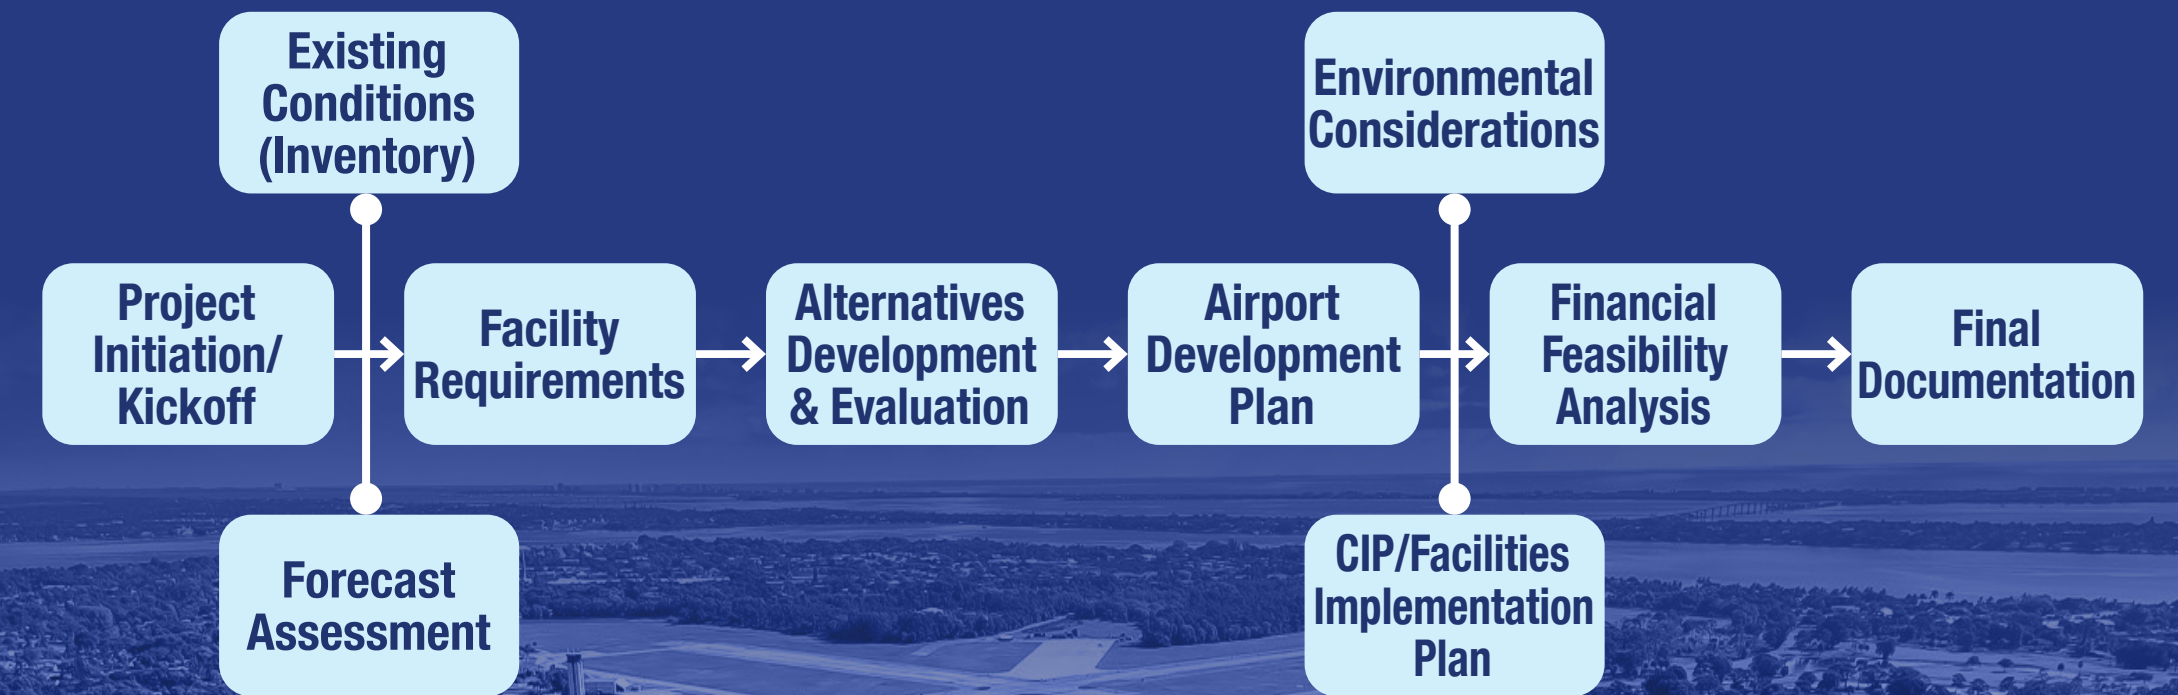 Existing
Conditions
(Inventory)
Environmental
Considerations
Project
Initiation/
Kickoff
Facility
Requirements
Alternatives
Development
& Evaluation
Airport
Development
Plan
Financial
Feasibility
Analysis
Final
Documentation
Forecast
Assessment
CIP/Facilities
Implementation
Plan